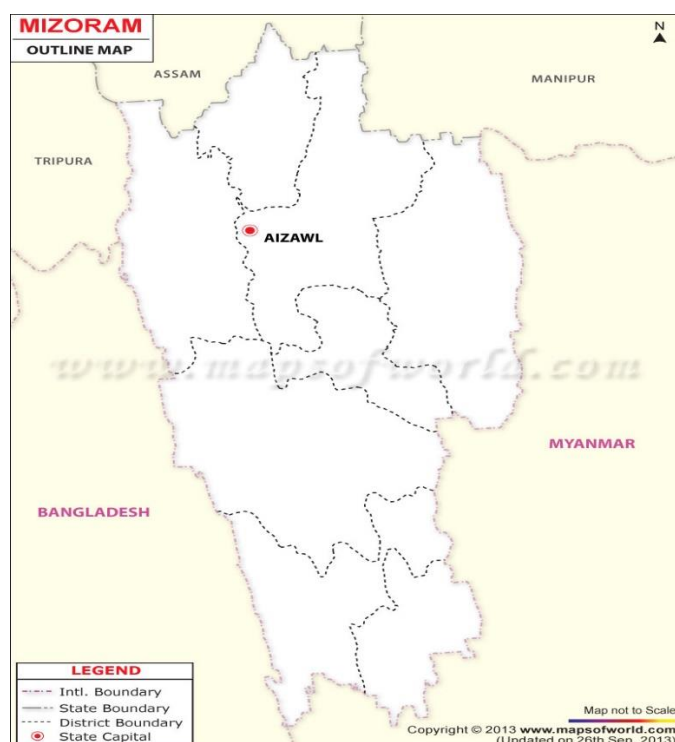 MIZORAM
OUTLINE MAP
N
ASSAM
MANIPUR
TRIPURA
AIZAWL
www.mapsofworld.com
MYANMAR
BANGLADESH
LEGEND
Intl. Boundary
State Boundary
District Boundary
State Capital
Map not to Scale
Copyright © 2013 www.mapsofworld.com
(Updated on 26th Sep, 2013)